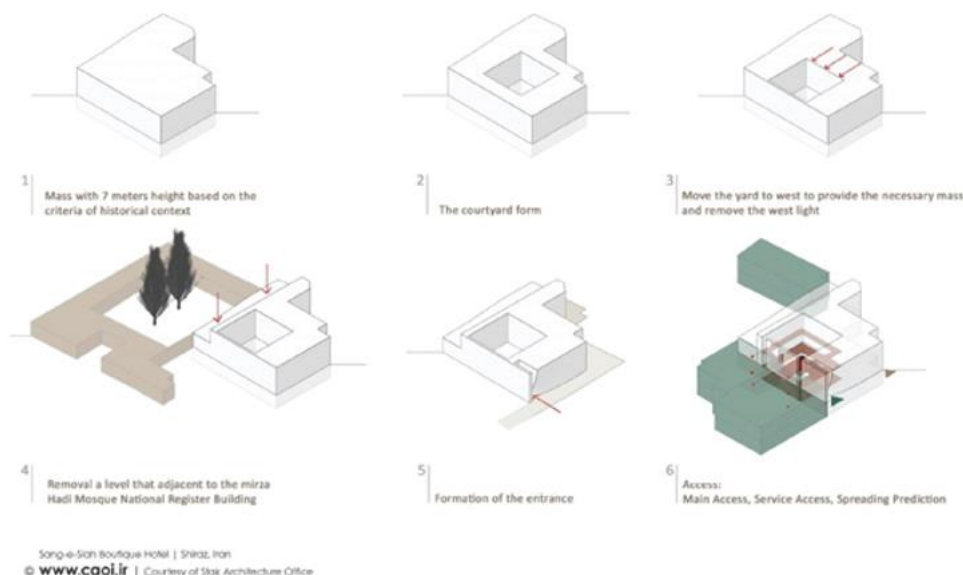 1
Mass with 7 meters height based on the
criteria of historical context
2
The courtyard form
3
Move the yard to west to provide the necessary mass
and remove the west light
4
Removal a level that adjacent to the mirza
Hadi Mosque National Register Building
5
Formation of the entrance
6
Access:
Main Access, Service Access, Spreading Prediction
Sang-e-Siah Boutique Hotel | Shiraz, Iran
© www.caoi.ir | Courtesy of Stak Architecture Office